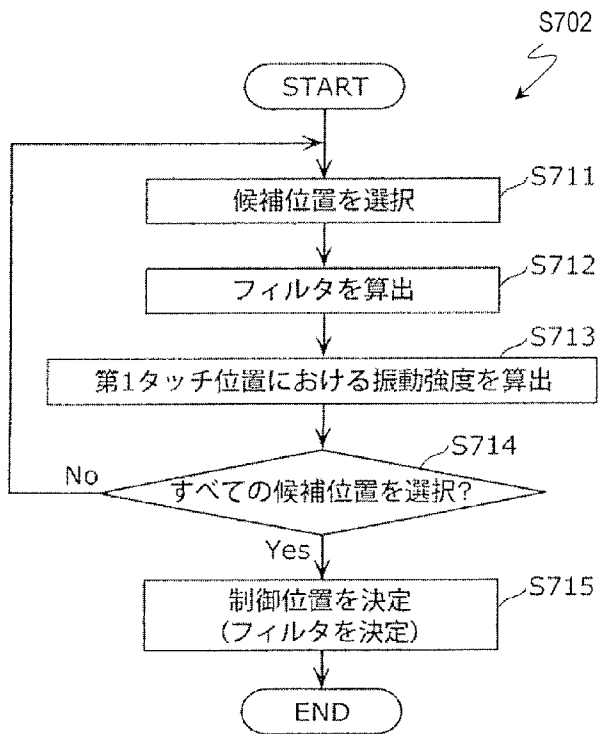 S702
START
S711
候補位置を選択
S712
フィルタを算出
S713
第1タッチ位置における振動強度を算出
S714
すべての候補位置を選択?
No
Yes
S715
制御位置を決定
(フィルタを決定)
END